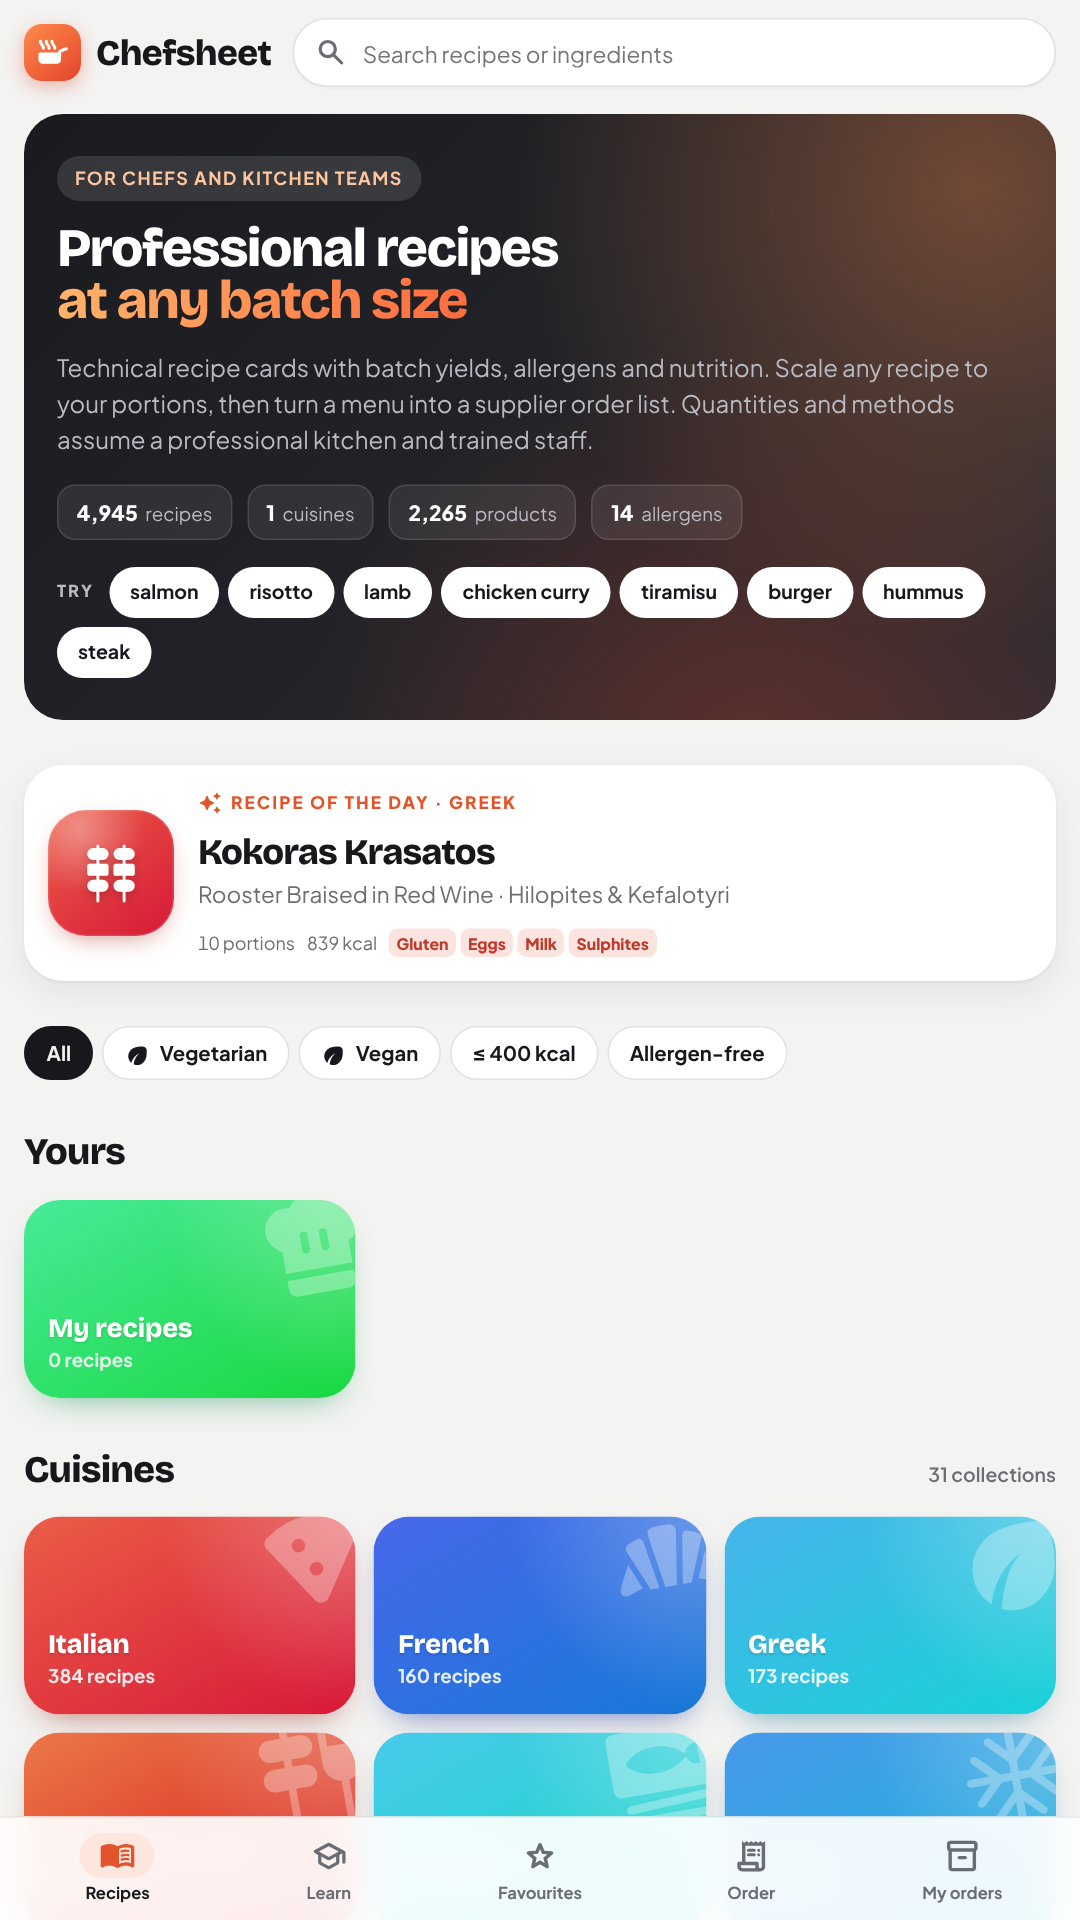 Chefsheet
Search recipes or ingredients
FOR CHEFS AND KITCHEN TEAMS
Professional recipes
at any batch size
Technical recipe cards with batch yields, allergens and nutrition. Scale any recipe to
your portions, then turn a menu into a supplier order list. Quantities and methods
assume a professional kitchen and trained staff.
4,945 recipes 1 cuisines 2,265 products 14 allergens
TRY salmon risotto lamb chicken curry tiramisu burger hummus
steak
RECIPE OF THE DAY · GREEK
Kokoras Krasatos
Rooster Braised in Red Wine · Hilopites & Kefalotyri
10 portions 839 kcal Gluten Eggs Milk Sulphites
All Vegetarian Vegan ≤ 400 kcal Allergen-free
Yours
My recipes
0 recipes
Cuisines 31 collections
Italian French Greek
384 recipes 160 recipes 173 recipes
Recipes Learn Favourites Order My orders